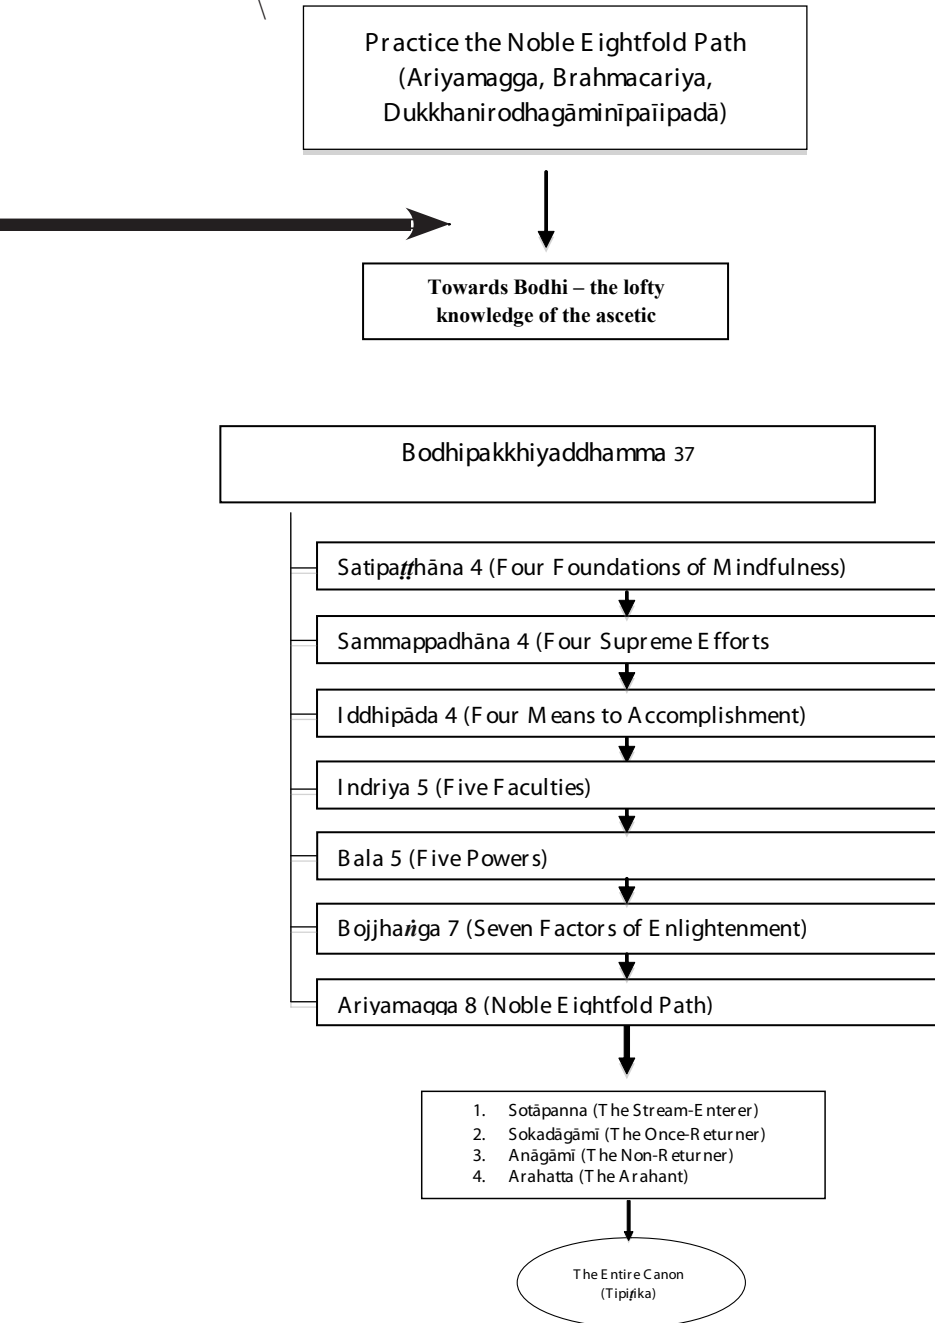 Practice the Noble Eightfold Path
(Ariyamagga, Brahmacariya,
Dukkhanirodhagāminīpaīipadā)
Towards Bodhi – the lofty
knowledge of the ascetic
Bodhipakkhiyaddhamma 37
Satipaṭṭhāna 4 (Four Foundations of Mindfulness)
Sammappadhāna 4 (Four Supreme Efforts
Iddhipāda 4 (Four Means to Accomplishment)
Indriya 5 (Five Faculties)
Bala 5 (Five Powers)
Bojjhaṅga 7 (Seven Factors of Enlightenment)
Ariyamagga 8 (Noble Eightfold Path)
1. Sotāpanna (The Stream-Enterer)
2. Sokadāgāmī (The Once-Returner)
3. Anāgāmī (The Non-Returner)
4. Arahatta (The Arahant)
The Entire Canon
(Tipiṭika)